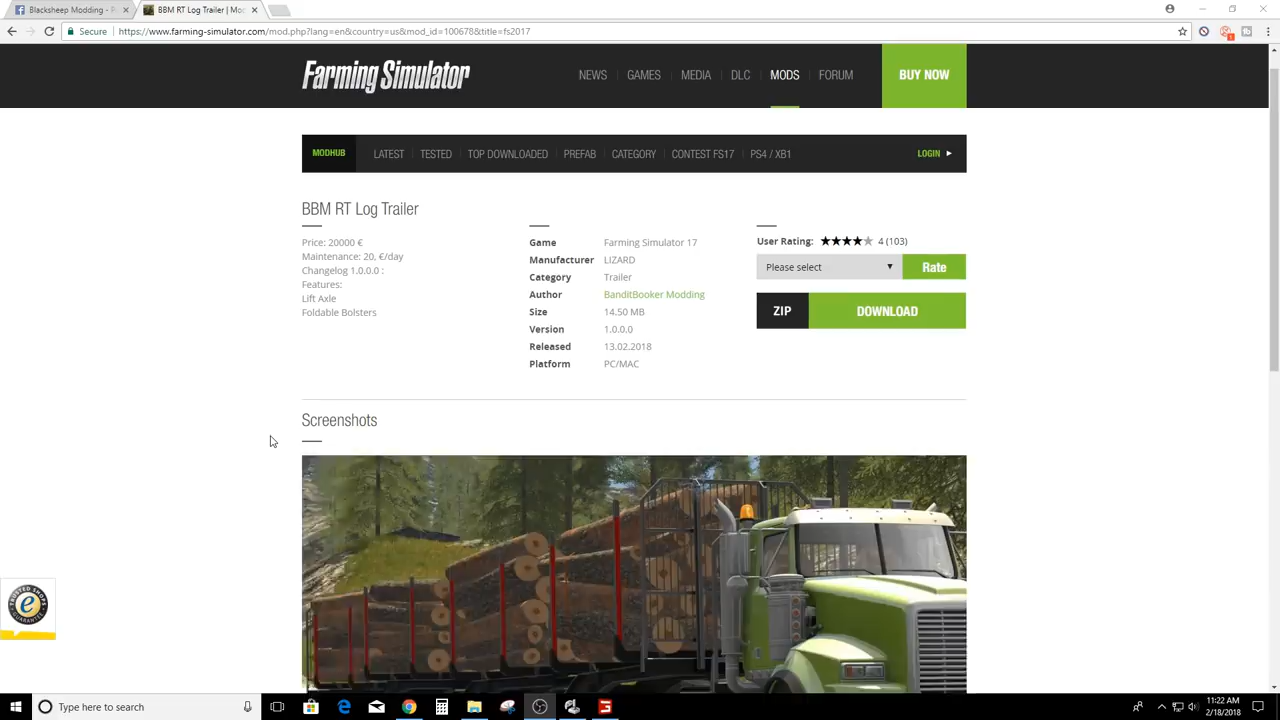 Blacksheep Modding - P
BBM RT Log Trailer | Moc
Secure | https://www.farming-simulator.com/mod.php?lang=en&country=us&mod_id=100678&title=fs2017
Farming Simulator
NEWS GAMES MEDIA DLC MODS FORUM BUY NOW
MODHUB LATEST TESTED TOP DOWNLOADED PREFAB CATEGORY CONTEST FS17 PS4 / XB1 LOGIN
BBM RT Log Trailer
Price: 20000 €
Maintenance: 20, €/day
Changelog 1.0.0.0 :
Features:
Lift Axle
Foldable Bolsters
Game Farming Simulator 17
Manufacturer LIZARD
Category Trailer
Author BanditBooker Modding
Size 14.50 MB
Version 1.0.0.0
Released 13.02.2018
Platform PC/MAC
User Rating: 4 (103)
Please select Rate
ZIP DOWNLOAD
Screenshots
Type here to search
11:22 AM
2/18/2018